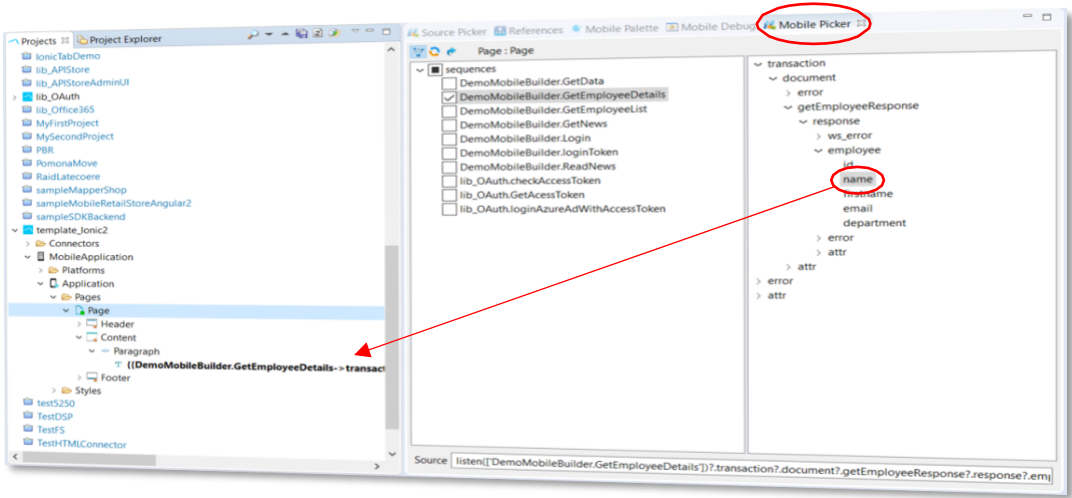 Projects
Project Explorer
IonicTabDemo
lib_APIStore
lib_APIStoreAdminUI
lib_OAuth
lib_Office365
MyFirstProject
MySecondProject
PBR
PomonaMove
RaidLatecoere
sampleMapperShop
sampleMobileRetailStoreAngular2
sampleSDKBackend
template_Ionic2
Connectors
MobileApplication
Platforms
Application
Pages
Page
Header
Content
Paragraph
T {{DemoMobileBuilder.GetEmployeeDetails->transact
Footer
Styles
test5250
TestDSP
TestFS
TestHTMLConnector
Source Picker
References
Mobile Palette
Mobile Debug
Mobile Picker
Page : Page
sequences
DemoMobileBuilder.GetData
DemoMobileBuilder.GetEmployeeDetails
DemoMobileBuilder.GetEmployeeList
DemoMobileBuilder.GetNews
DemoMobileBuilder.Login
DemoMobileBuilder.loginToken
DemoMobileBuilder.ReadNews
lib_OAuth.checkAccessToken
lib_OAuth.GetAcessToken
lib_OAuth.loginAzureAdWithAccessToken
transaction
document
error
getEmployeeResponse
response
ws_error
employee
id
name
firstname
email
department
error
attr
attr
error
attr
Source
listen(['DemoMobileBuilder.GetEmployeeDetails'])?.transaction?.document?.getEmployeeResponse?.response?.emp